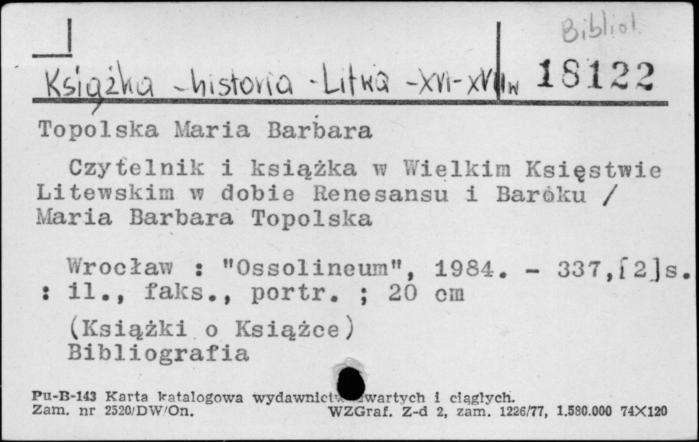 Bibliol.
Książka - historia - Litwa - XVI-XVIIw 18122
Topolska Maria Barbara
Czytelnik i książka w Wielkim Księstwie
Litewskim w dobie Renesansu i Baroku /
Maria Barbara Topolska
Wrocław : "Ossolineum", 1984. - 337,[2]s.
: il., faks., portr. ; 20 cm
(Książki o Książce)
Bibliografia
Pu-B-143 Karta katalogowa wydawnictw zwartych i ciągłych.
Zam. nr 2520/DW/On. WZGraf. Z-d 2, zam. 1226/77, 1.580.000 74X120